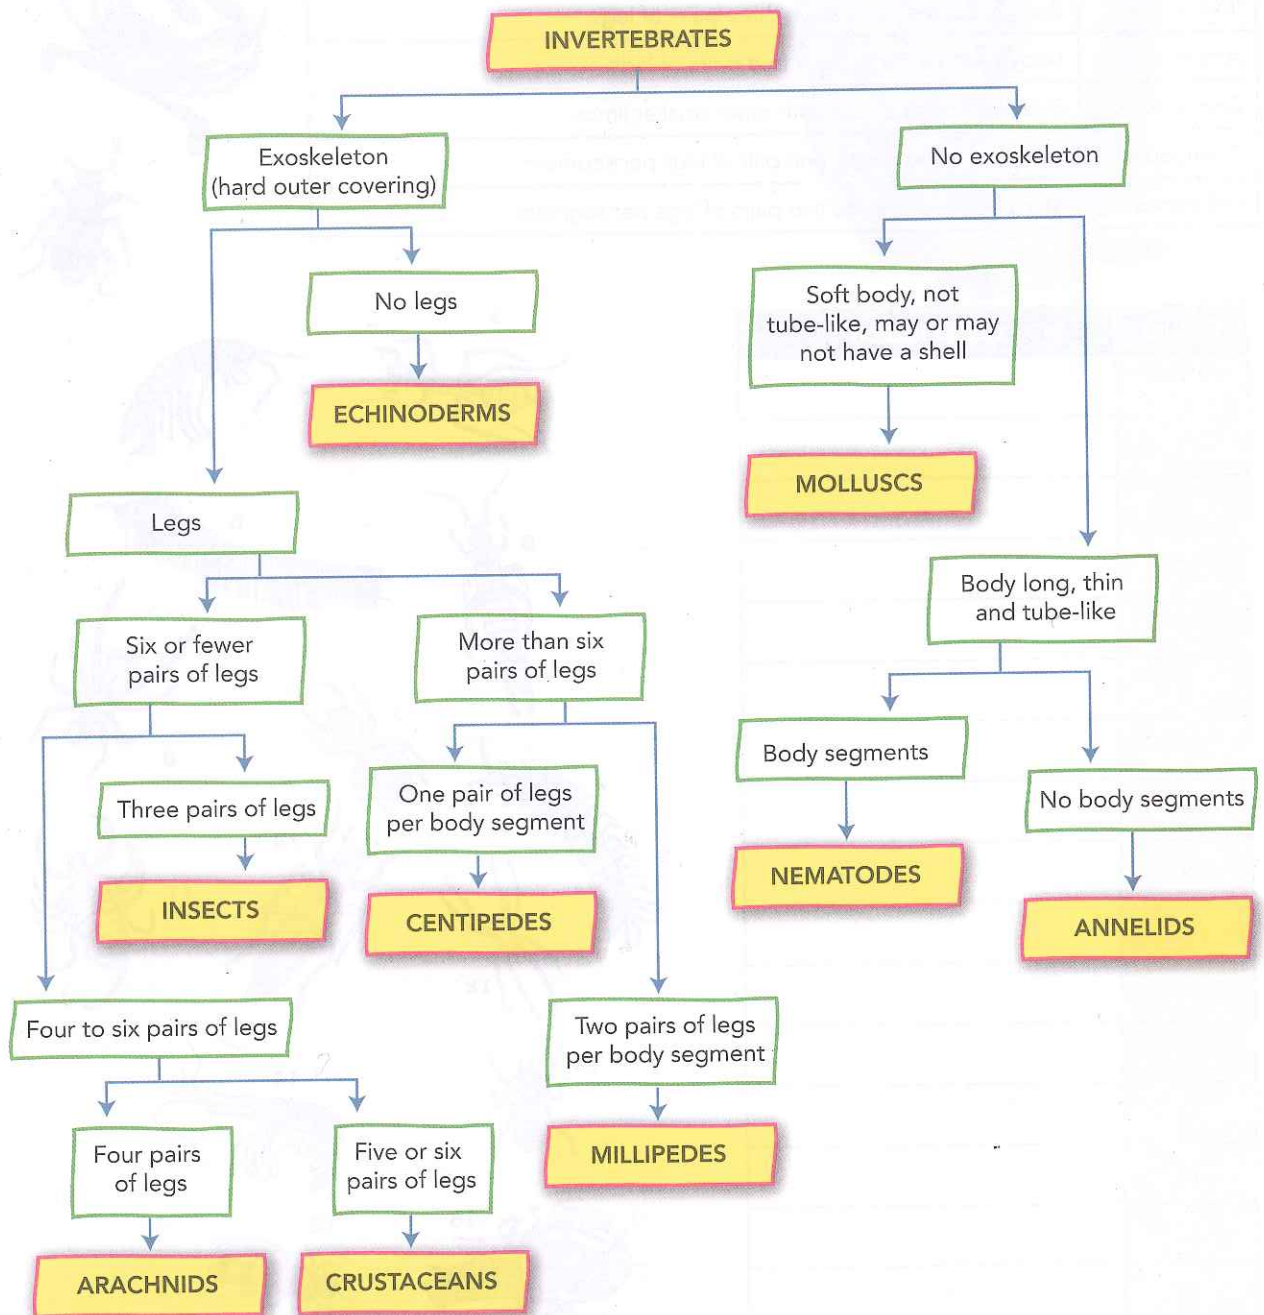 INVERTEBRATES
Exoskeleton
(hard outer covering)
No exoskeleton
No legs
Soft body, not
tube-like, may or may
not have a shell
ECHINODERMS
MOLLUSCS
Legs
Body long, thin
and tube-like
Six or fewer
pairs of legs
More than six
pairs of legs
Body segments
No body segments
Three pairs of legs
One pair of legs
per body segment
NEMATODES
INSECTS
CENTIPEDES
ANNELIDS
Four to six pairs of legs
Two pairs of legs
per body segment
Four pairs
of legs
Five or six
pairs of legs
MILLIPEDES
ARACHNIDS
CRUSTACEANS